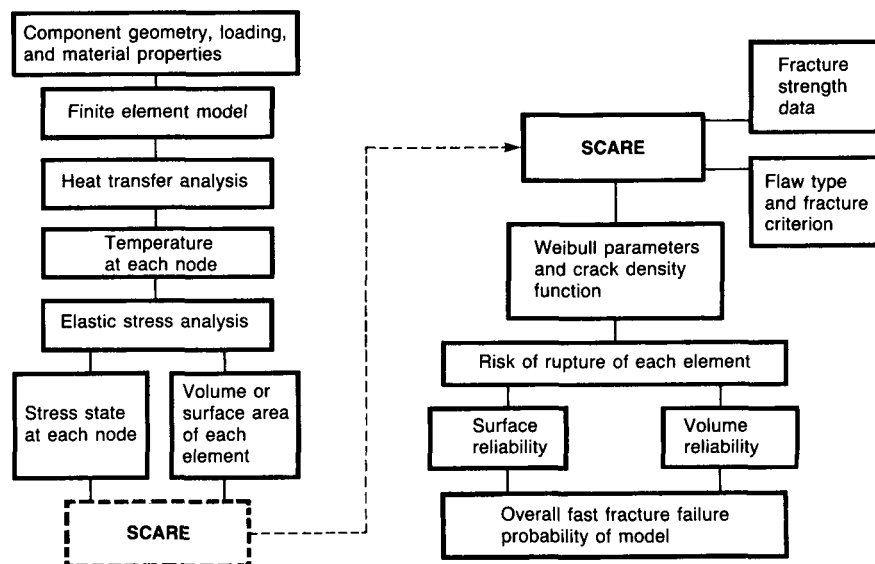 Component geometry, loading,
and material properties
Finite element model
Heat transfer analysis
Temperature
at each node
Elastic stress analysis
Stress state
at each node
Volume or
surface area
of each
element
SCARE
Fracture
strength
data
SCARE
Flaw type
and fracture
criterion
Weibull parameters
and crack density
function
Risk of rupture of each element
Surface
reliability
Volume
reliability
Overall fast fracture failure
probability of model